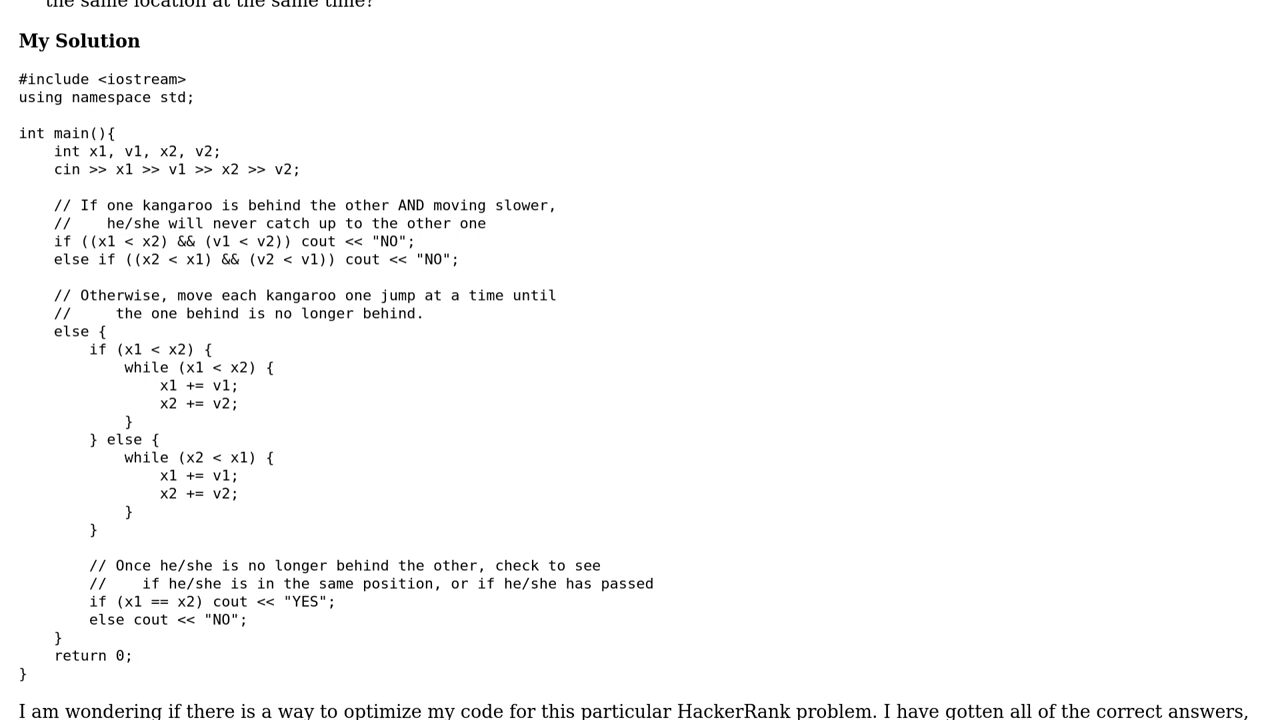 the same location at the same time?
My Solution
#include <iostream>
using namespace std;

int main(){
    int x1, v1, x2, v2;
    cin >> x1 >> v1 >> x2 >> v2;

    // If one kangaroo is behind the other AND moving slower,
    //    he/she will never catch up to the other one
    if ((x1 < x2) && (v1 < v2)) cout << "NO";
    else if ((x2 < x1) && (v2 < v1)) cout << "NO";

    // Otherwise, move each kangaroo one jump at a time until
    //     the one behind is no longer behind.
    else {
        if (x1 < x2) {
            while (x1 < x2) {
                x1 += v1;
                x2 += v2;
            }
        } else {
            while (x2 < x1) {
                x1 += v1;
                x2 += v2;
            }
        }

        // Once he/she is no longer behind the other, check to see
        //    if he/she is in the same position, or if he/she has passed
        if (x1 == x2) cout << "YES";
        else cout << "NO";
    }
    return 0;
}
I am wondering if there is a way to optimize my code for this particular HackerRank problem. I have gotten all of the correct answers,